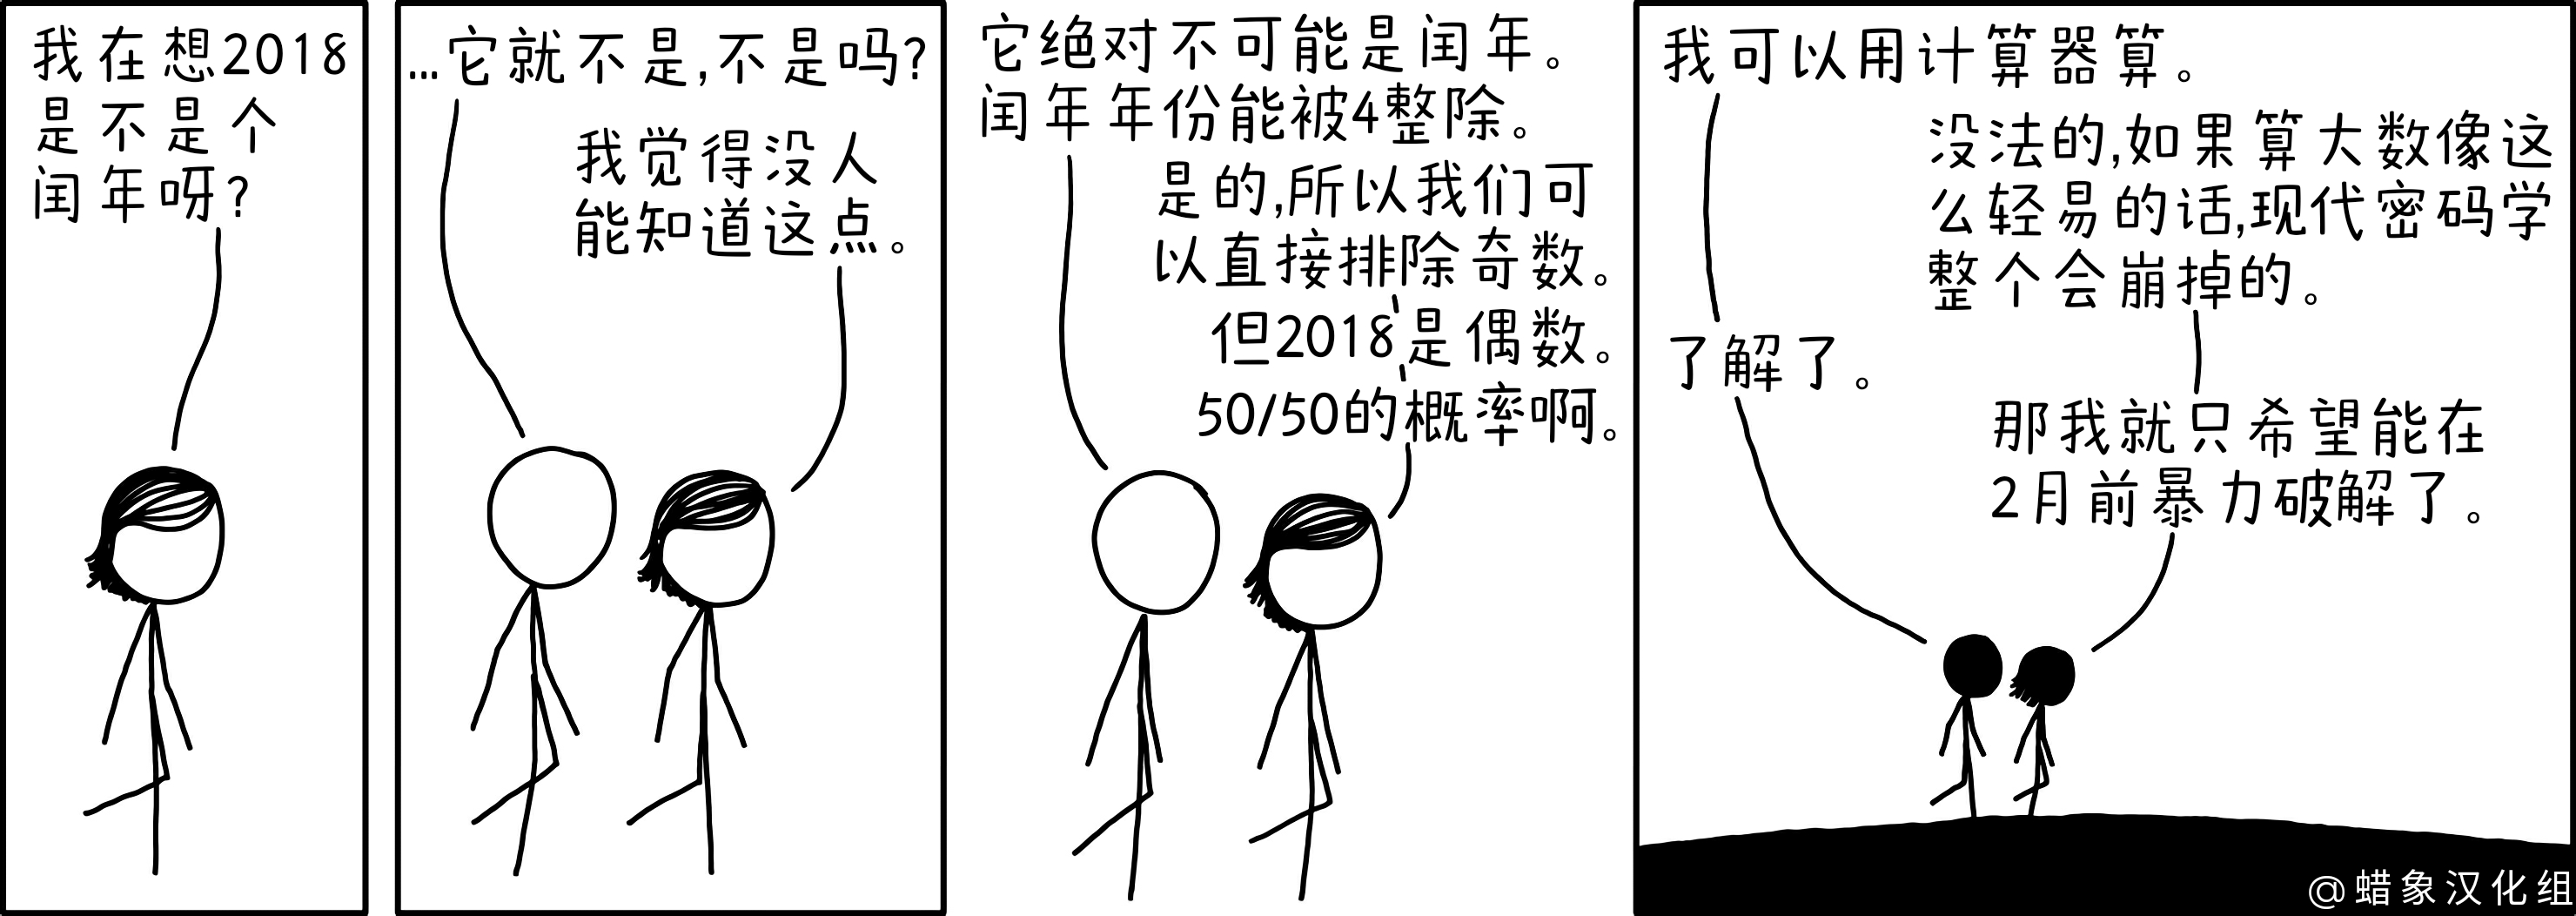 我在想2018
是不是个
闰年呀?
...它就不是,不是吗?
我觉得没人
能知道这点。
它绝对不可能是闰年。
闰年年份能被4整除。
是的,所以我们可
以直接排除奇数。
但2018是偶数。
50/50的概率啊。
我可以用计算器算。
没法的,如果算大数像这
么轻易的话,现代密码学
整个会崩掉的。
了解了。
那我就只希望能在
2月前暴力破解了。
@蜡象汉化组